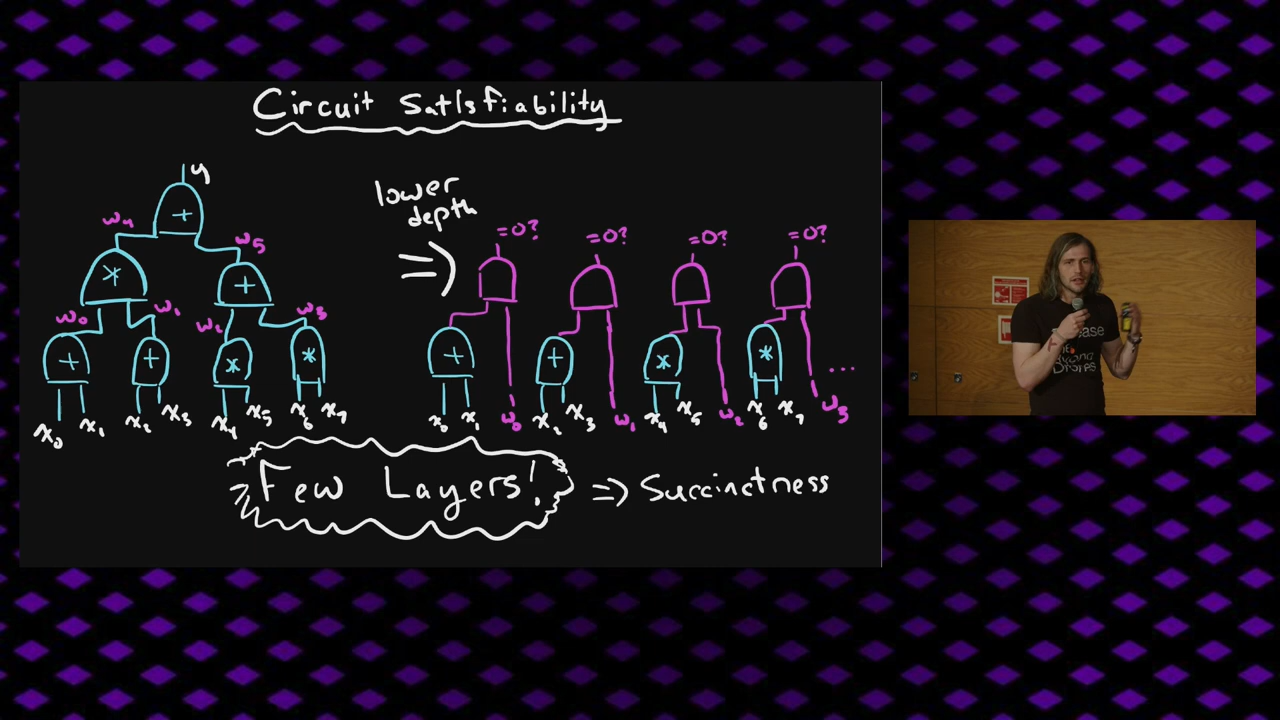 Circuit Satisfiability
y
+
w₄
w₅
*
+
w₀
w₁
w₂
w₃
+
+
*
*
x₀ x₁ x₂ x₃ x₄ x₅ x₆ x₇
lower
depth
=>
=0? =0? =0? =0?
+
+
*
*
...
x₀ x₁ w₀ x₂ x₃ w₁ x₄ x₅ w₂ x₆ x₇ w₃
Few Layers! => Succinctness